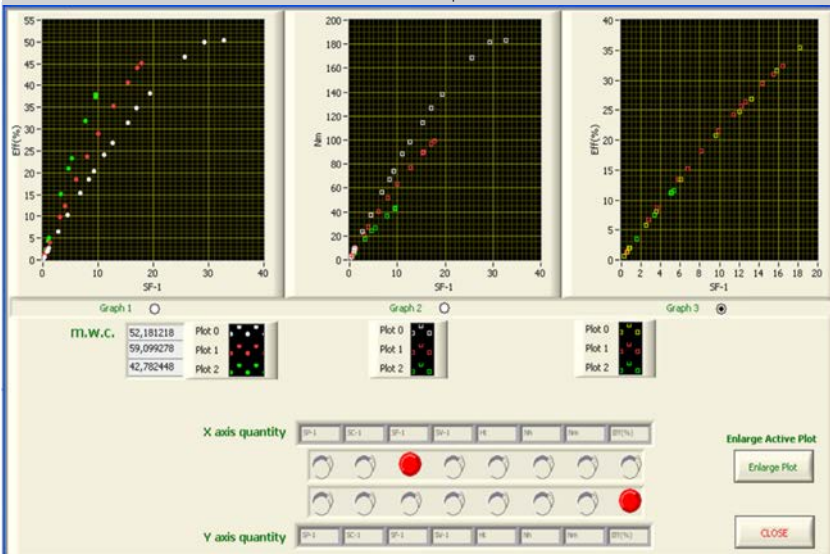 55-
50-
45-
40-
35-
30-
25-
20-
15-
10-
5-
0-
Eff(%)
0 10 20 30 40
SF-1
200-
180-
160-
140-
120-
100-
80-
60-
40-
20-
0-
Nm
0 10 20 30 40
SF-1
40-
35-
30-
25-
20-
15-
10-
5-
0-
Eff(%)
0 2 4 6 8 10 12 14 16 18 20
SF-1
Graph 1
Graph 2
Graph 3
m.w.c.
52,181218
59,099278
42,782448
Plot 0
Plot 1
Plot 2
Plot 0
Plot 1
Plot 2
Plot 0
Plot 1
Plot 2
X axis quantity SP-1 SC-1 SF-1 SW-1 Ht Nh Nm Eff(%)
Y axis quantity SP-1 SC-1 SF-1 SW-1 Ht Nh Nm Eff(%)
Enlarge Active Plot
Enlarge Plot
CLOSE